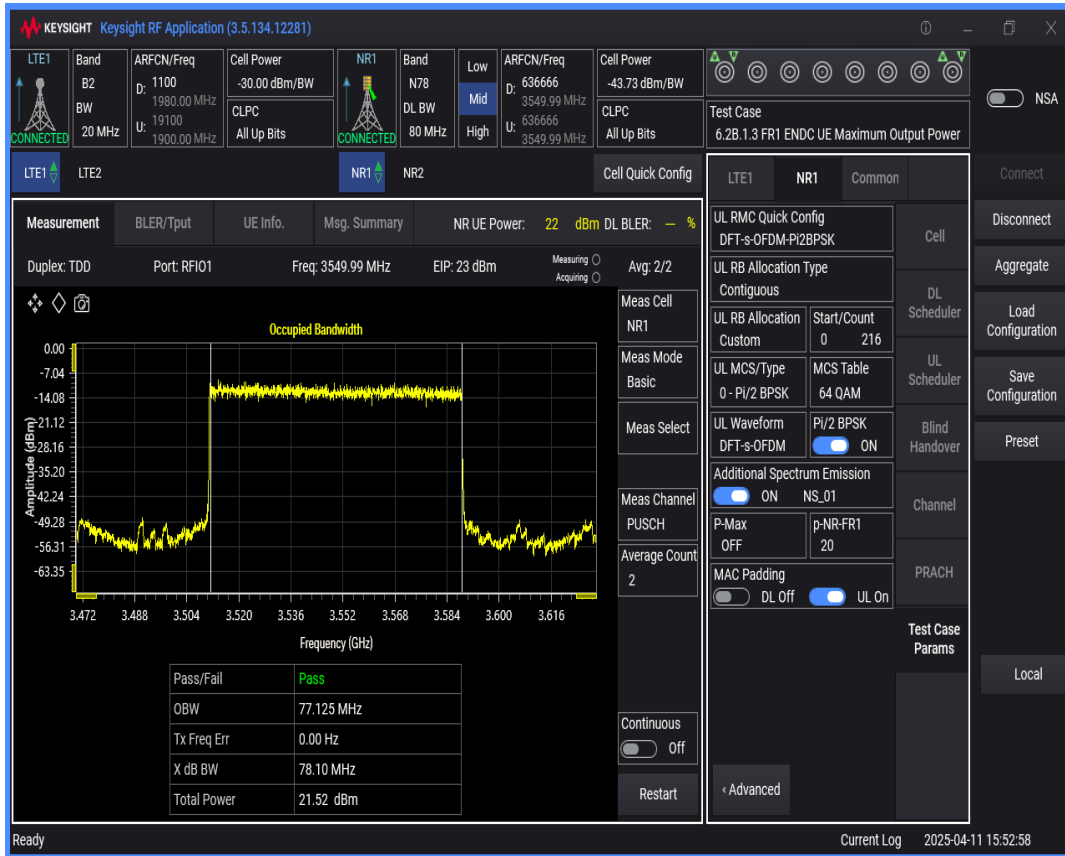 KEYSIGHT Keysight RF Application (3.5.134.12281)
LTE1 Band ARFCN/Freq Cell Power NR1 Band Low ARFCN/Freq Cell Power
B2 D: 1100 -30.00 dBm/BW N78 D: 636666 -43.73 dBm/BW
1980.00 MHz Mid 3549.99 MHz
BW CLPC DL BW CLPC Test Case
CONNECTED 20 MHz U: 19100 All Up Bits CONNECTED 80 MHz High U: 636666 All Up Bits 6.2B.1.3 FR1 ENDC UE Maximum Output Power
1900.00 MHz 3549.99 MHz
NSA
LTE1 LTE2 NR1 NR2 Cell Quick Config
Measurement BLER/Tput UE Info. Msg. Summary NR UE Power: 22 dBm DL BLER: — %
Duplex: TDD Port: RFIO1 Freq: 3549.99 MHz EIP: 23 dBm Measuring Avg: 2/2
Acquiring
Occupied Bandwidth
Amplitude (dBm)
0.00
-7.04
-14.08
-21.12
-28.16
-35.20
-42.24
-49.28
-56.31
-63.35
3.472 3.488 3.504 3.520 3.536 3.552 3.568 3.584 3.600 3.616
Frequency (GHz)
Pass/Fail Pass
OBW 77.125 MHz
Tx Freq Err 0.00 Hz
X dB BW 78.10 MHz
Total Power 21.52 dBm
Meas Cell
NR1
Meas Mode
Basic
Meas Select
Meas Channel
PUSCH
Average Count
2
Continuous
Off
Restart
LTE1 NR1 Common
UL RMC Quick Config
DFT-s-OFDM-Pi2BPSK
UL RB Allocation Type
Contiguous
UL RB Allocation Start/Count
Custom 0 216
UL MCS/Type MCS Table
0 - Pi/2 BPSK 64 QAM
UL Waveform Pi/2 BPSK
DFT-s-OFDM ON
Additional Spectrum Emission
ON NS_01
P-Max p-NR-FR1
OFF 20
MAC Padding
DL Off UL On
‹ Advanced
Cell
DL
Scheduler
UL
Scheduler
Blind
Handover
Channel
PRACH
Test Case
Params
Connect
Disconnect
Aggregate
Load
Configuration
Save
Configuration
Preset
Local
Ready Current Log 2025-04-11 15:52:58